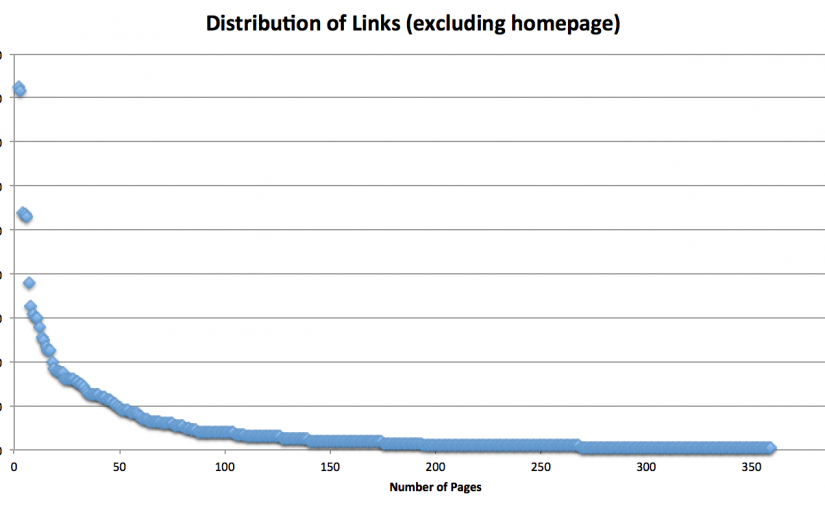 Distribution of Links (excluding homepage)
0 50 100 150 200 250 300 350
Number of Pages